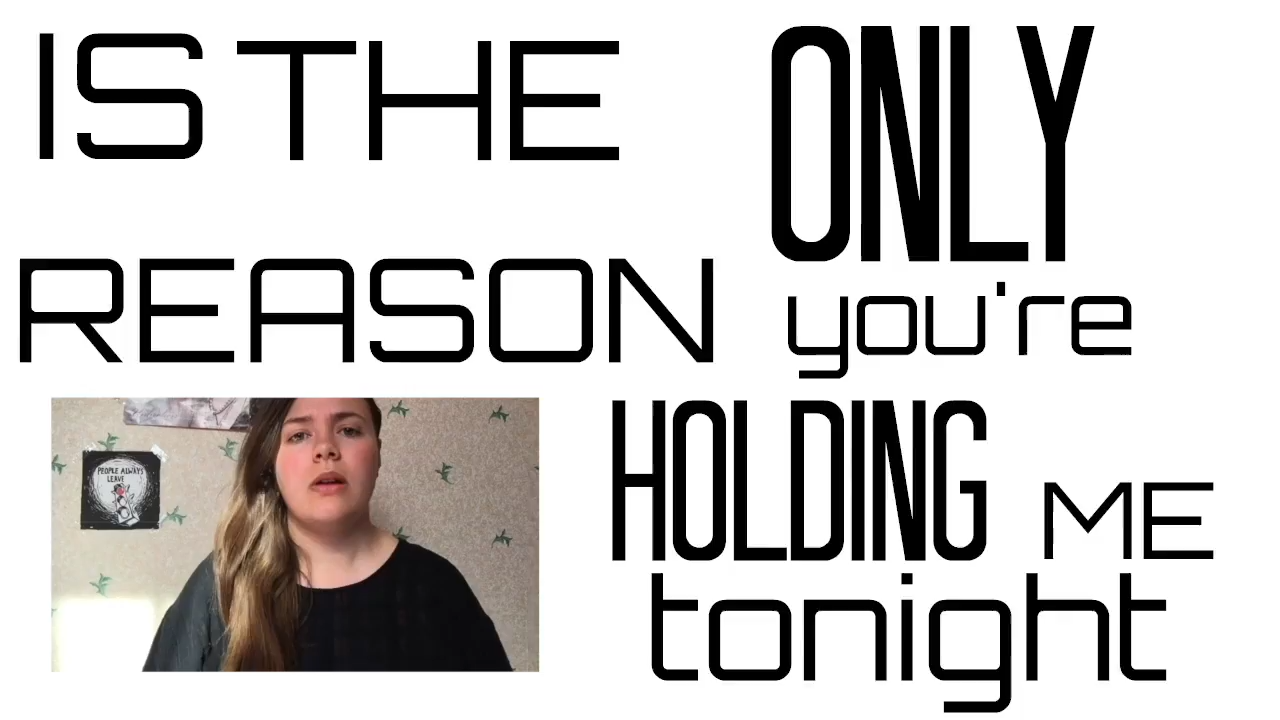 IS THE ONLY
REASON you're
HOLDING ME
tonight
PEOPLE ALWAYS
LEAVE